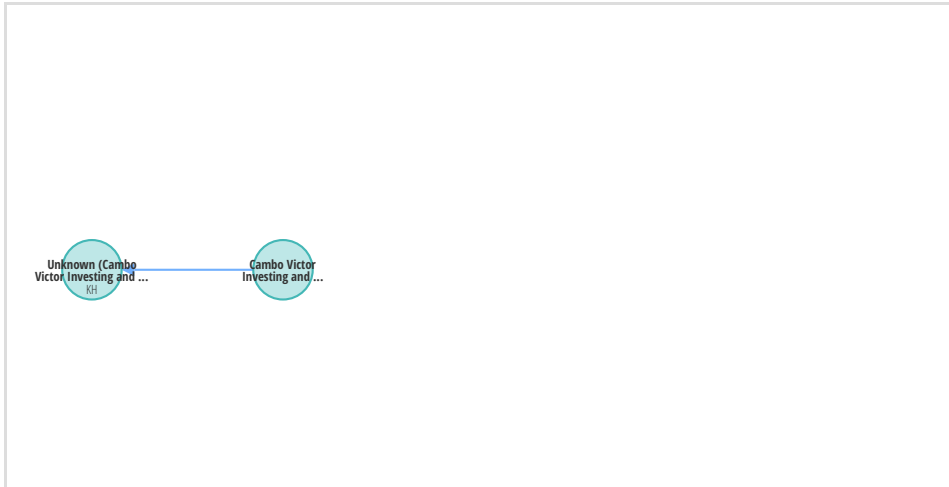 Unknown (Cambo
Victor Investing and ...
KH
Cambo Victor
Investing and ...